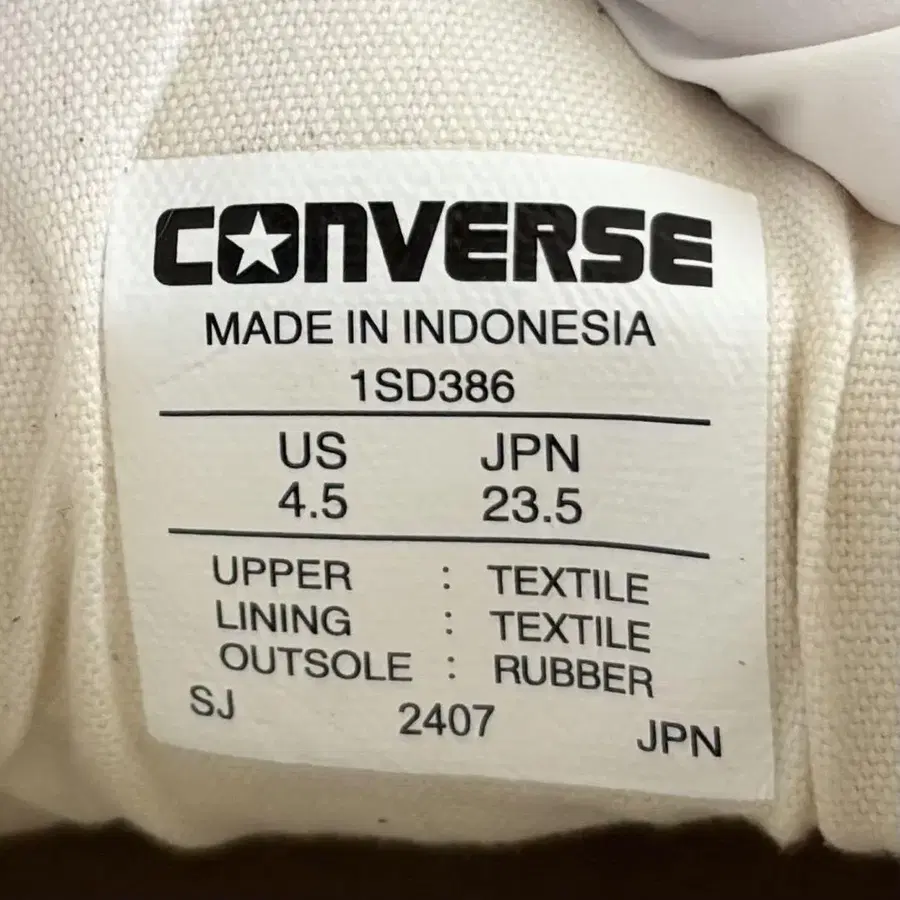 CONVERSE
MADE IN INDONESIA
1SD386
US JPN
4.5 23.5
UPPER : TEXTILE
LINING : TEXTILE
OUTSOLE : RUBBER
SJ 2407 JPN